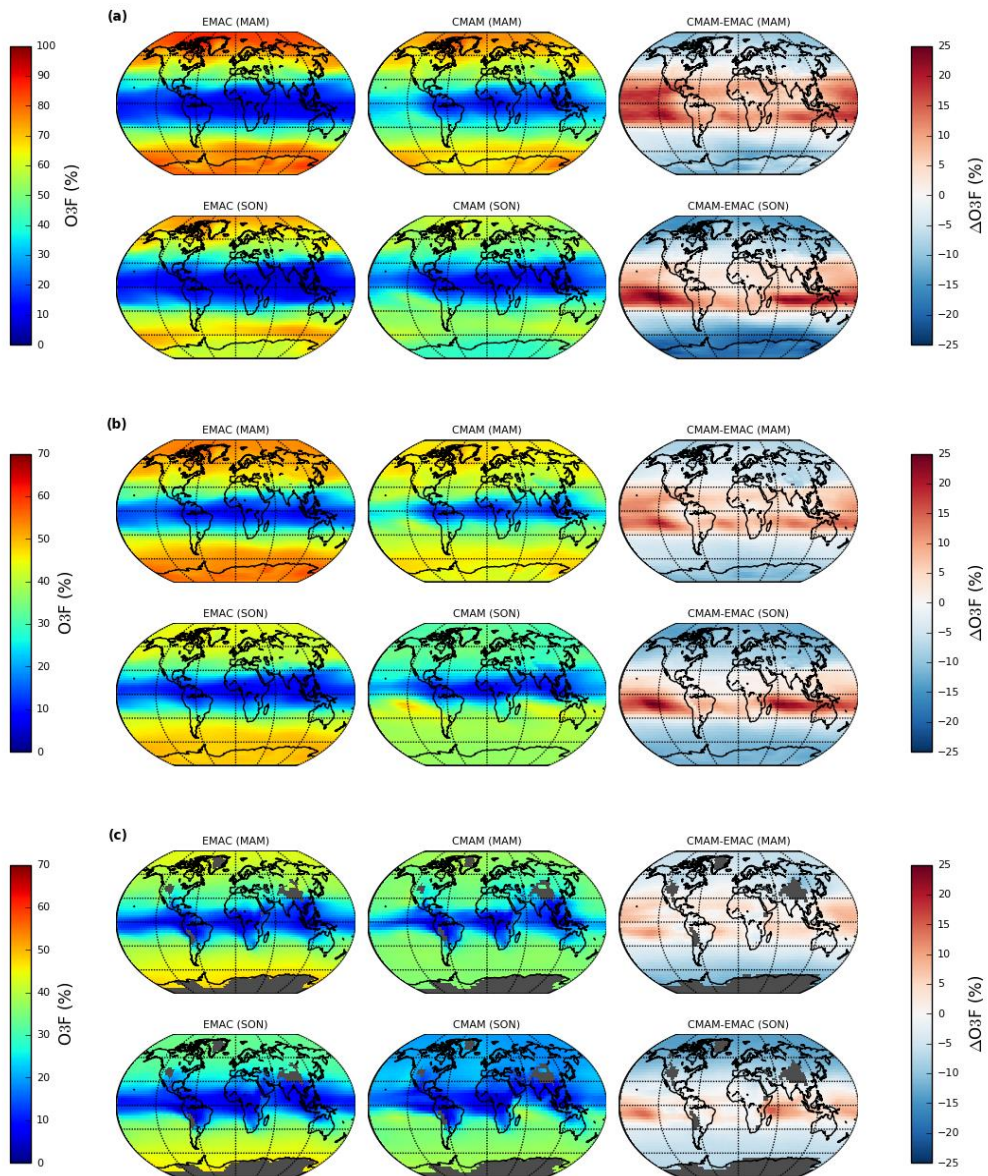 (a)
EMAC (MAM)
CMAM (MAM)
CMAM-EMAC (MAM)
100
90
80
70
60
50
40
30
20
10
0
O3F (%)
25
20
15
10
5
0
−5
−10
−15
−20
−25
ΔO3F (%)
EMAC (SON)
CMAM (SON)
CMAM-EMAC (SON)
(b)
EMAC (MAM)
CMAM (MAM)
CMAM-EMAC (MAM)
70
60
50
40
30
20
10
0
O3F (%)
25
20
15
10
5
0
−5
−10
−15
−20
−25
ΔO3F (%)
EMAC (SON)
CMAM (SON)
CMAM-EMAC (SON)
(c)
EMAC (MAM)
CMAM (MAM)
CMAM-EMAC (MAM)
70
60
50
40
30
20
10
0
O3F (%)
25
20
15
10
5
0
−5
−10
−15
−20
−25
ΔO3F (%)
EMAC (SON)
CMAM (SON)
CMAM-EMAC (SON)